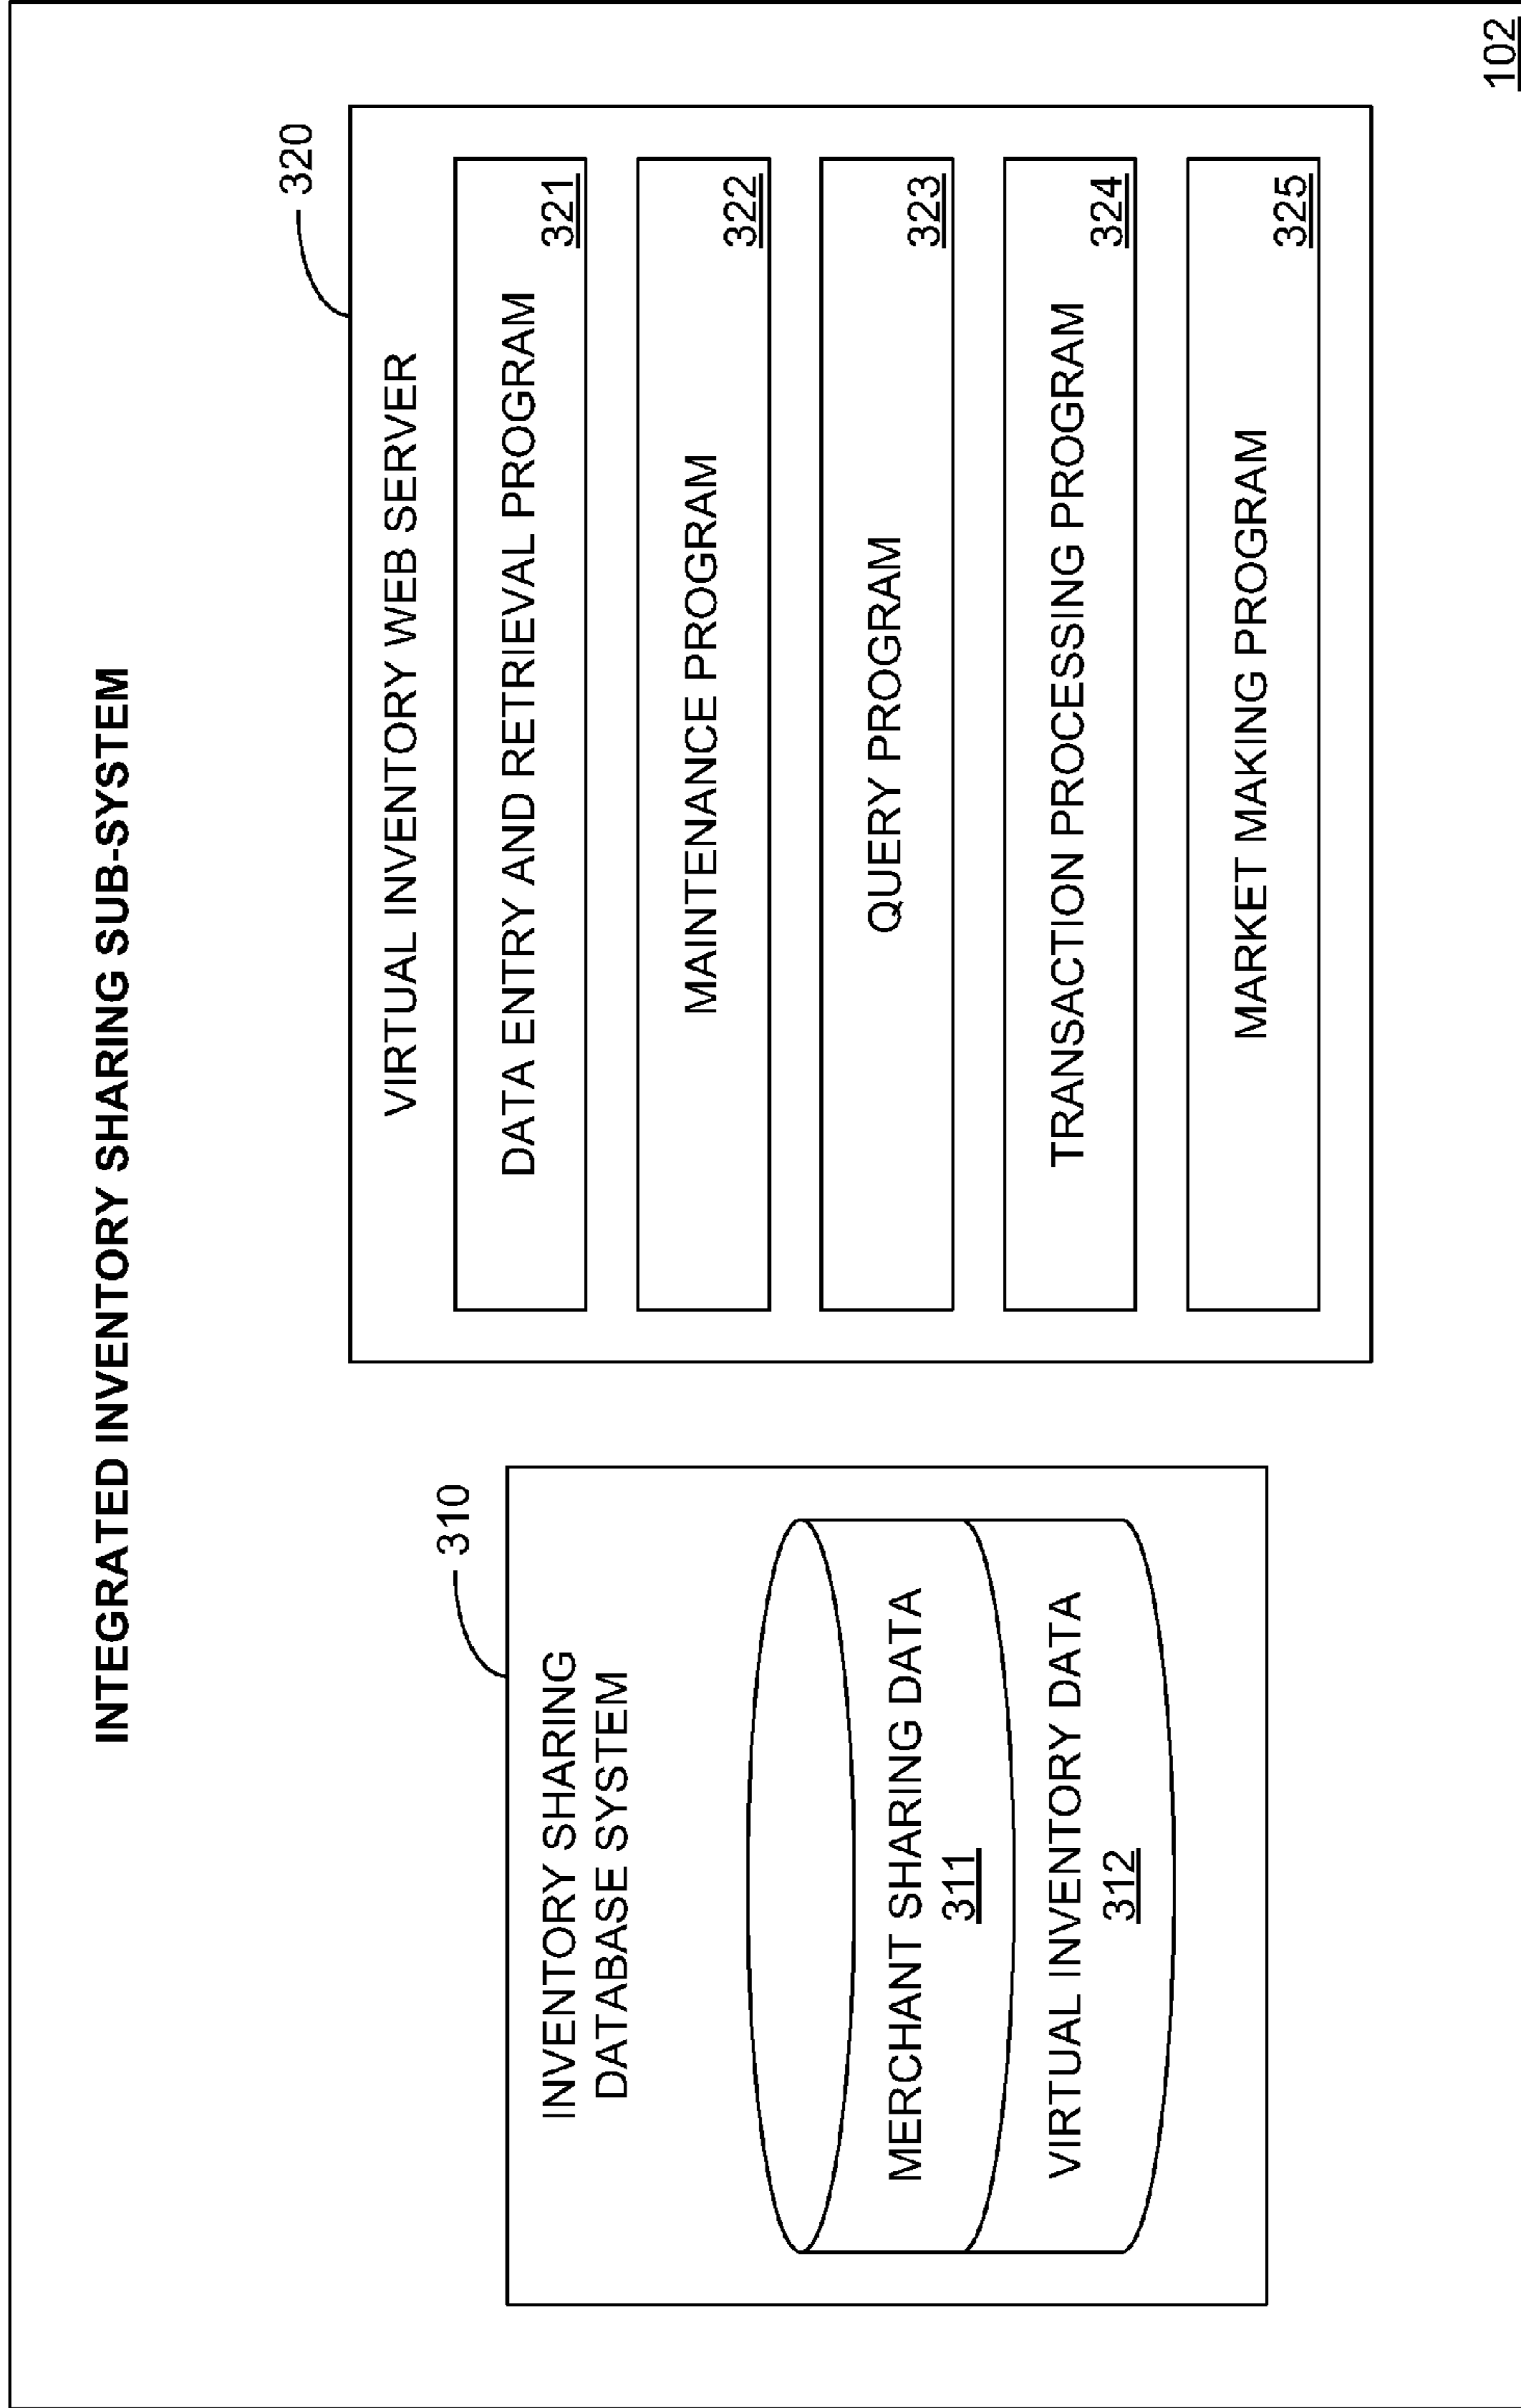 INTEGRATED INVENTORY SHARING SUB-SYSTEM
310
INVENTORY SHARING
DATABASE SYSTEM
MERCHANT SHARING DATA
311
VIRTUAL INVENTORY DATA
312
320
VIRTUAL INVENTORY WEB SERVER
DATA ENTRY AND RETRIEVAL PROGRAM
321
MAINTENANCE PROGRAM
322
QUERY PROGRAM
323
TRANSACTION PROCESSING PROGRAM
324
MARKET MAKING PROGRAM
325
102